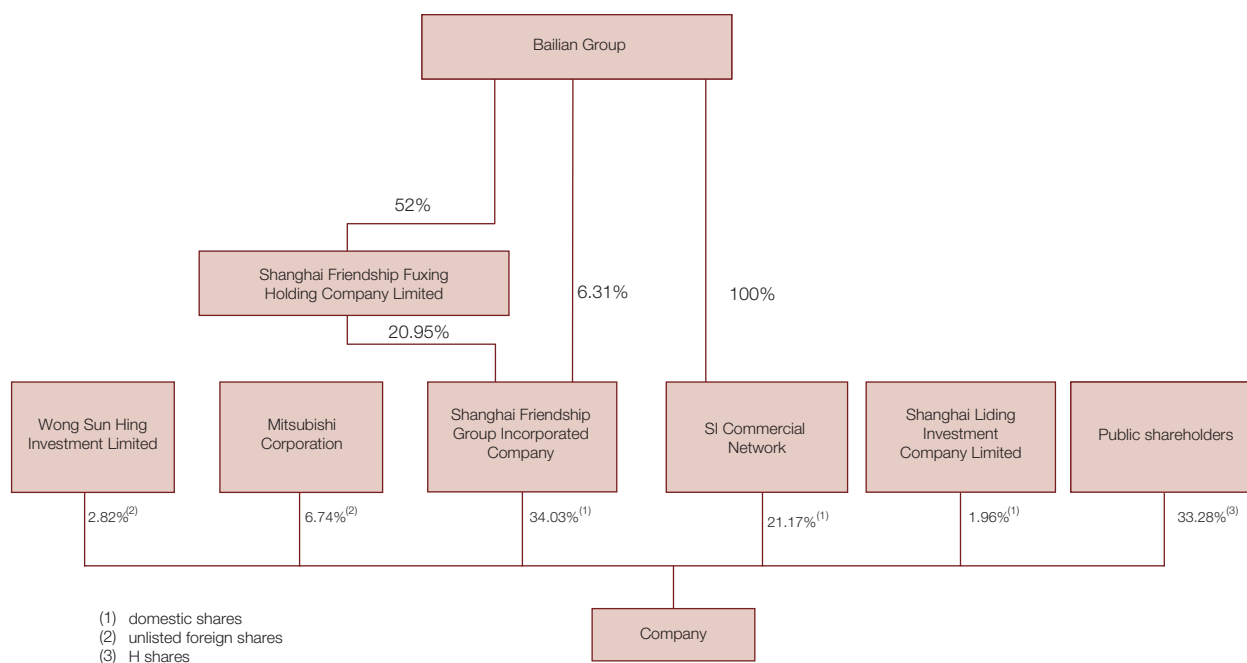 Bailian Group
52%
Shanghai Friendship Fuxing
Holding Company Limited
6.31%
100%
20.95%
Wong Sun Hing
Investment Limited
Mitsubishi
Corporation
Shanghai Friendship
Group Incorporated
Company
SI Commercial
Network
Shanghai Liding
Investment
Company Limited
Public shareholders
2.82%(2)
6.74%(2)
34.03%(1)
21.17%(1)
1.96%(1)
33.28%(3)
Company
(1) domestic shares
(2) unlisted foreign shares
(3) H shares